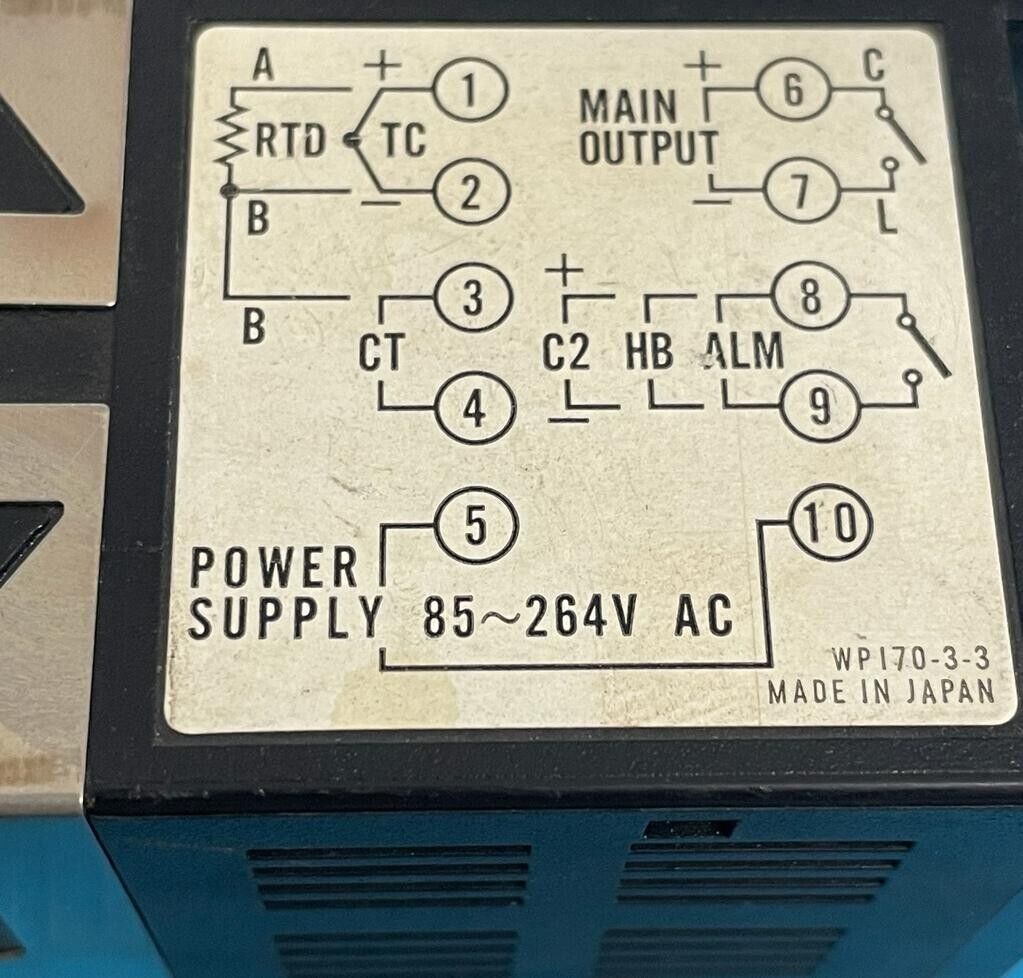 A + 1
6 C
MAIN
OUTPUT
RTD TC
2
7
B
L
3
+ 8
B
CT
C2 HB ALM
4
9
5
10
POWER
SUPPLY 85~264V AC
WP170-3-3
MADE IN JAPAN